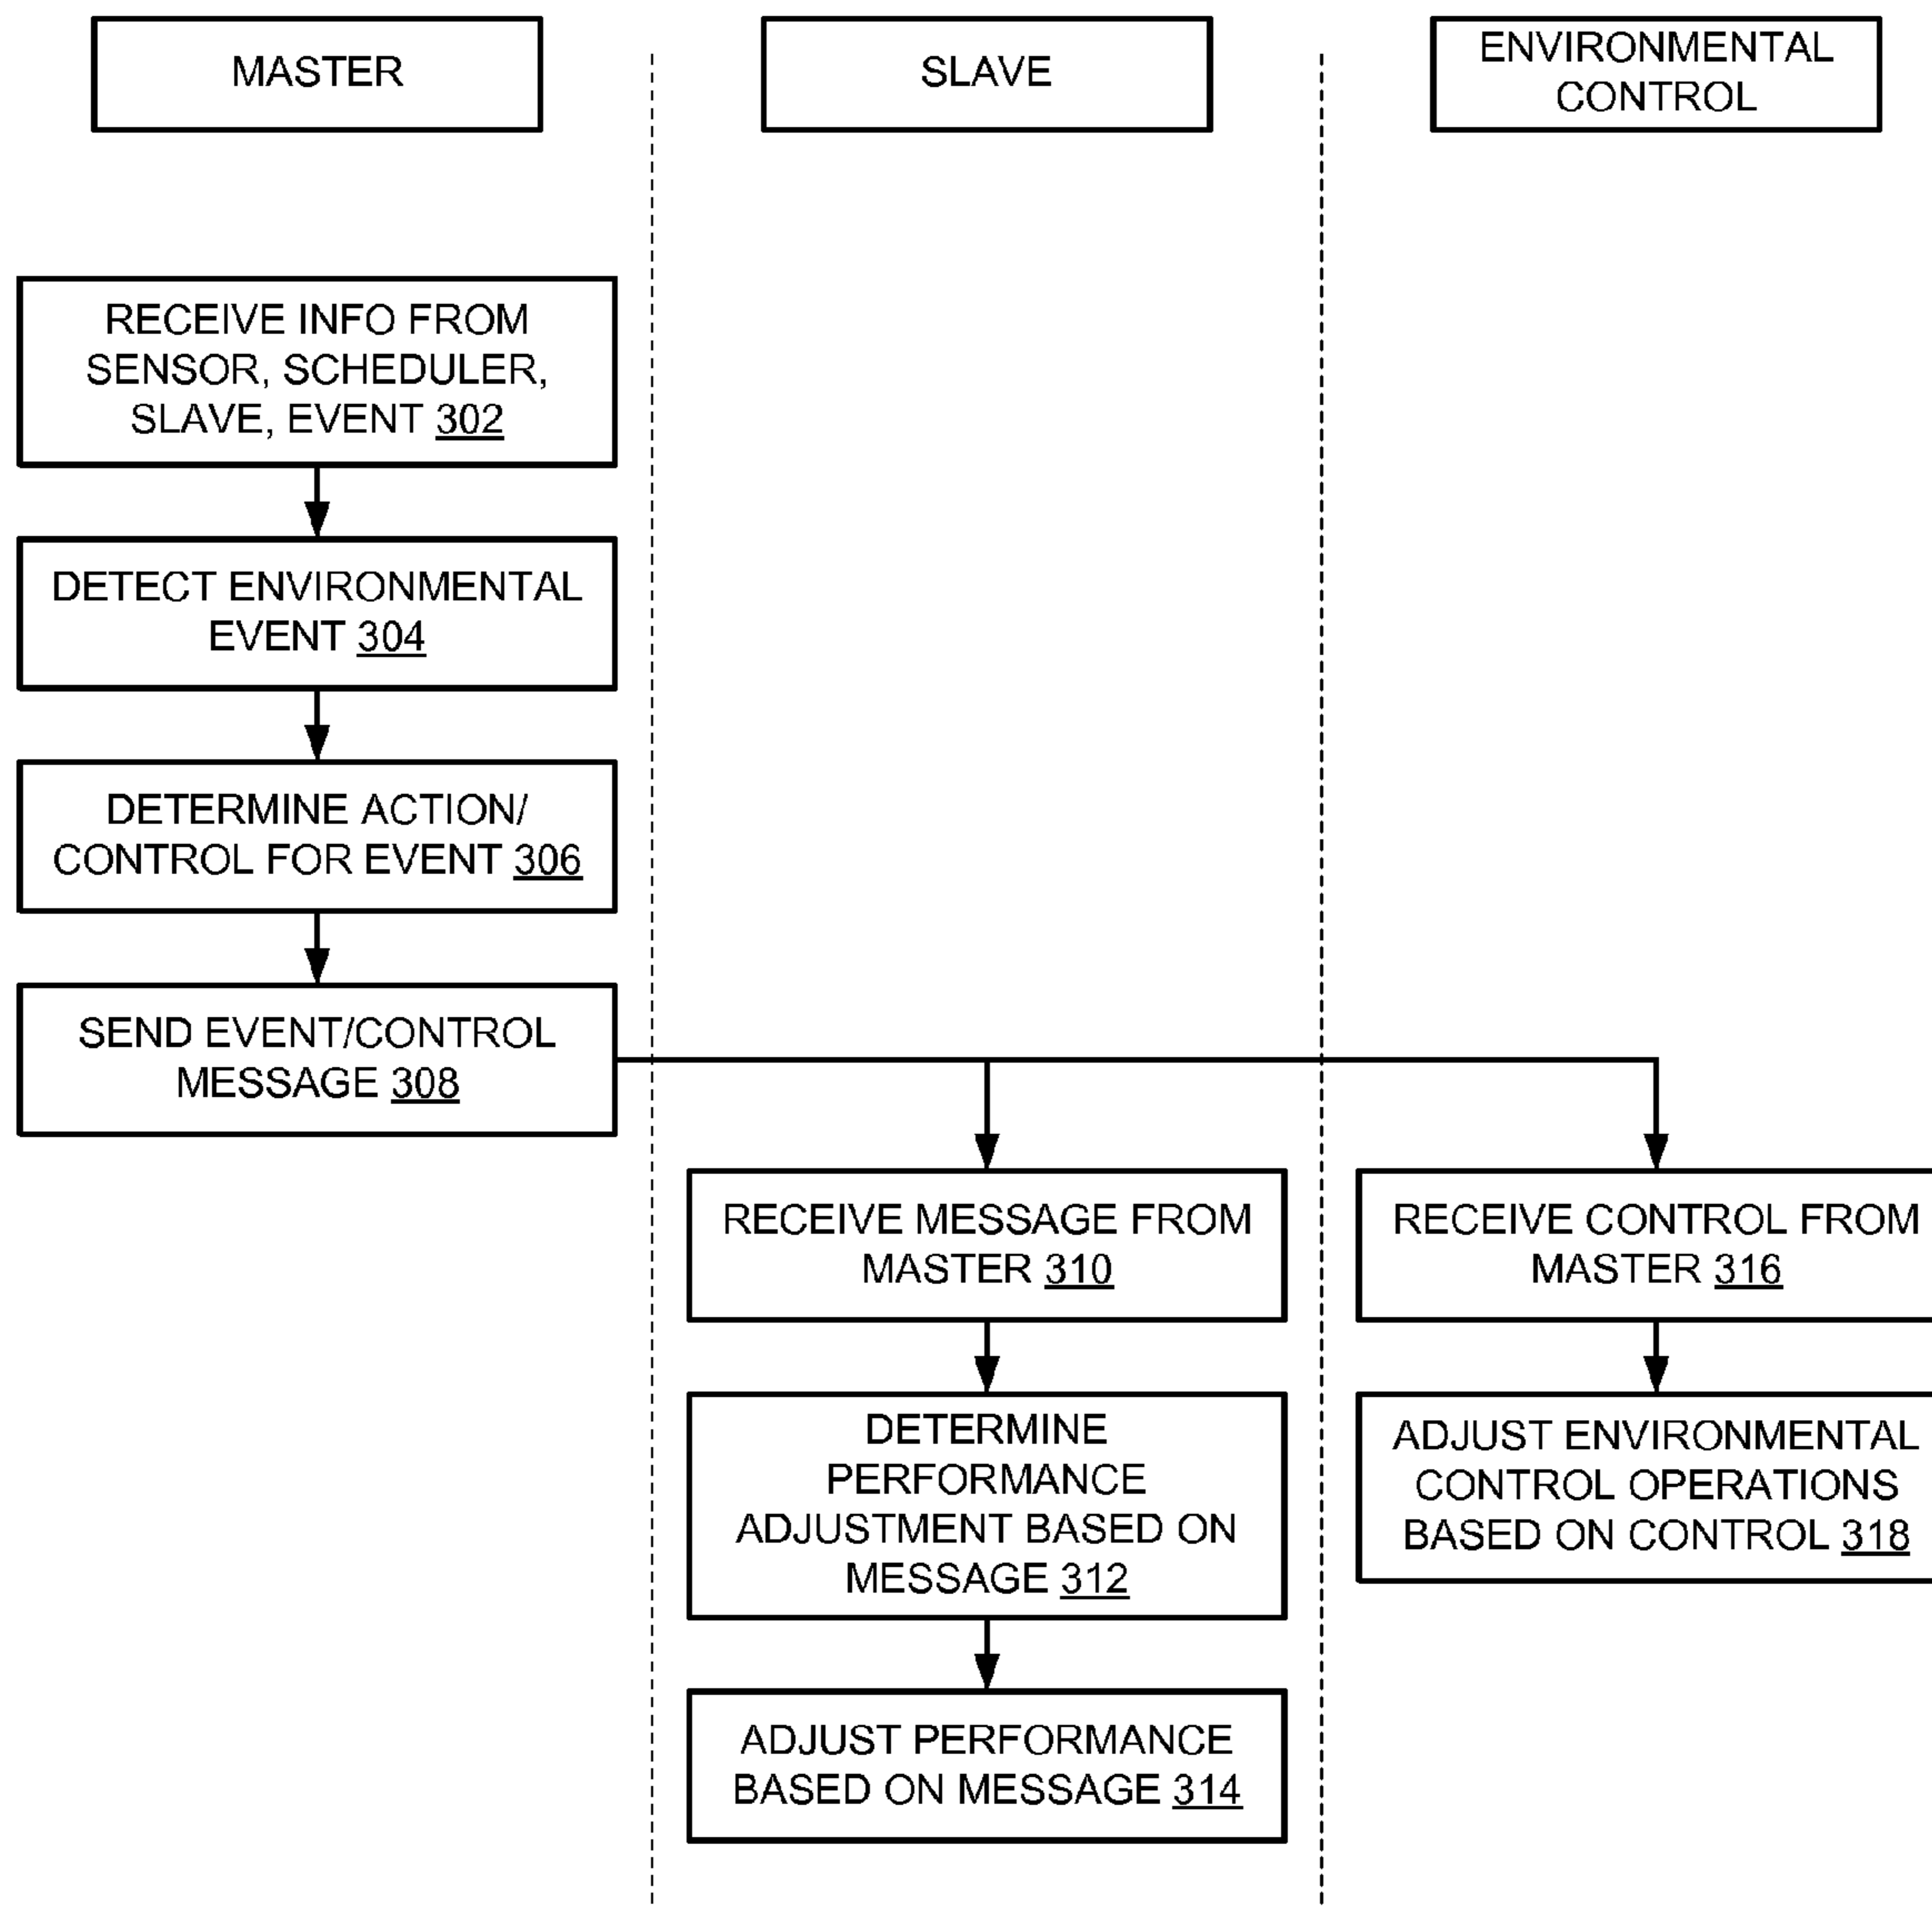 MASTER
SLAVE
ENVIRONMENTAL
CONTROL
RECEIVE INFO FROM
SENSOR, SCHEDULER,
SLAVE, EVENT 302
DETECT ENVIRONMENTAL
EVENT 304
DETERMINE ACTION/
CONTROL FOR EVENT 306
SEND EVENT/CONTROL
MESSAGE 308
RECEIVE MESSAGE FROM
MASTER 310
DETERMINE
PERFORMANCE
ADJUSTMENT BASED ON
MESSAGE 312
ADJUST PERFORMANCE
BASED ON MESSAGE 314
RECEIVE CONTROL FROM
MASTER 316
ADJUST ENVIRONMENTAL
CONTROL OPERATIONS
BASED ON CONTROL 318